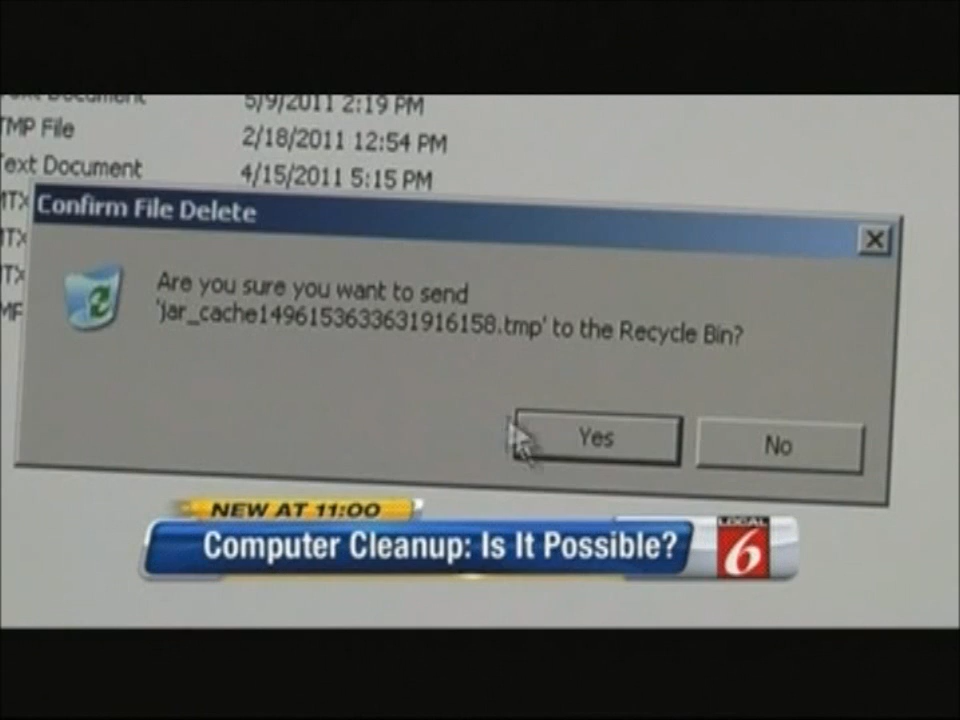 Text Document 5/9/2011 2:19 PM
TMP File 2/18/2011 12:54 PM
Text Document 4/15/2011 5:15 PM
Confirm File Delete
Are you sure you want to send
'jar_cache1496153633631916158.tmp' to the Recycle Bin?
Yes No
NEW AT 11:00
Computer Cleanup: Is It Possible?
LOCAL
6